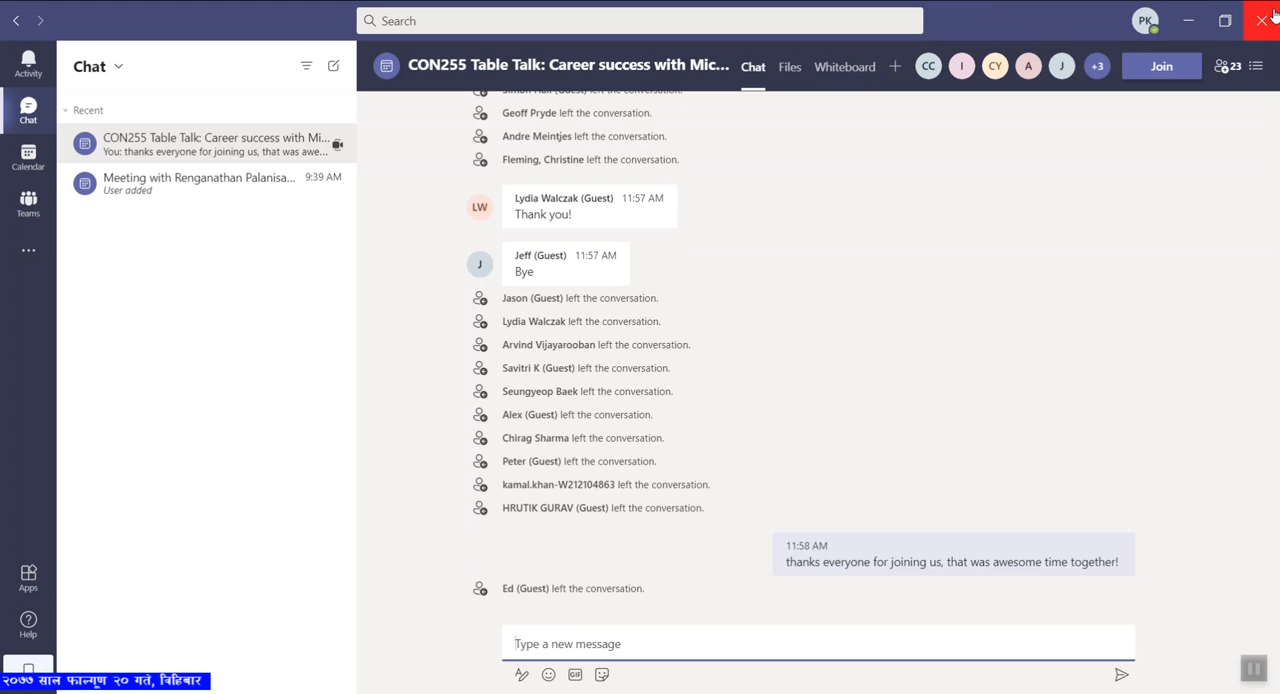 Search
PK
Activity
Chat
Calendar
Teams
Apps
Help
Chat
Recent
CON255 Table Talk: Career success with Mi...
You: thanks everyone for joining us, that was awe...
Meeting with Renganathan Palanisa... 9:39 AM
User added
CON255 Table Talk: Career success with Mic... Chat Files Whiteboard CC I CY A J +3 Join 23
Geoff Pryde left the conversation.
Andre Meintjes left the conversation.
Fleming, Christine left the conversation.
LW
Lydia Walczak (Guest) 11:57 AM
Thank you!
J
Jeff (Guest) 11:57 AM
Bye
Jason (Guest) left the conversation.
Lydia Walczak left the conversation.
Arvind Vijayarooban left the conversation.
Savitri K (Guest) left the conversation.
Seungyeop Baek left the conversation.
Alex (Guest) left the conversation.
Chirag Sharma left the conversation.
Peter (Guest) left the conversation.
kamal.khan-W212104863 left the conversation.
HRUTIK GURAV (Guest) left the conversation.
11:58 AM
thanks everyone for joining us, that was awesome time together!
Ed (Guest) left the conversation.
Type a new message
GIF
२०७७ साल फाल्गूण २० गते, विहिबार